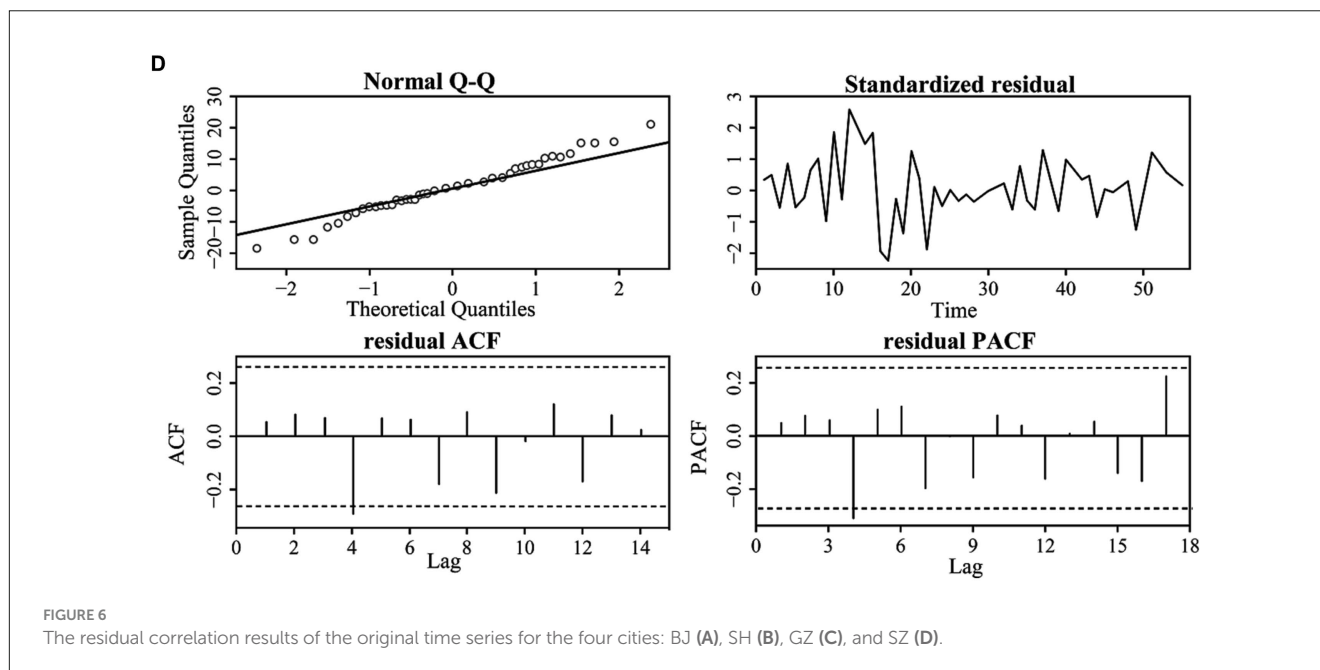 D
Normal Q-Q
Sample Quantiles
30
20
10
0
−10
−20
−2 −1 0 1 2
Theoretical Quantiles
Standardized residual
3
2
1
0
−1
−2
0 10 20 30 40 50
Time
residual ACF
ACF
0.2
0.0
−0.2
0 2 4 6 8 10 12 14
Lag
residual PACF
PACF
0.2
0.0
−0.2
0 3 6 9 12 15 18
Lag
FIGURE 6
The residual correlation results of the original time series for the four cities: BJ (A), SH (B), GZ (C), and SZ (D).